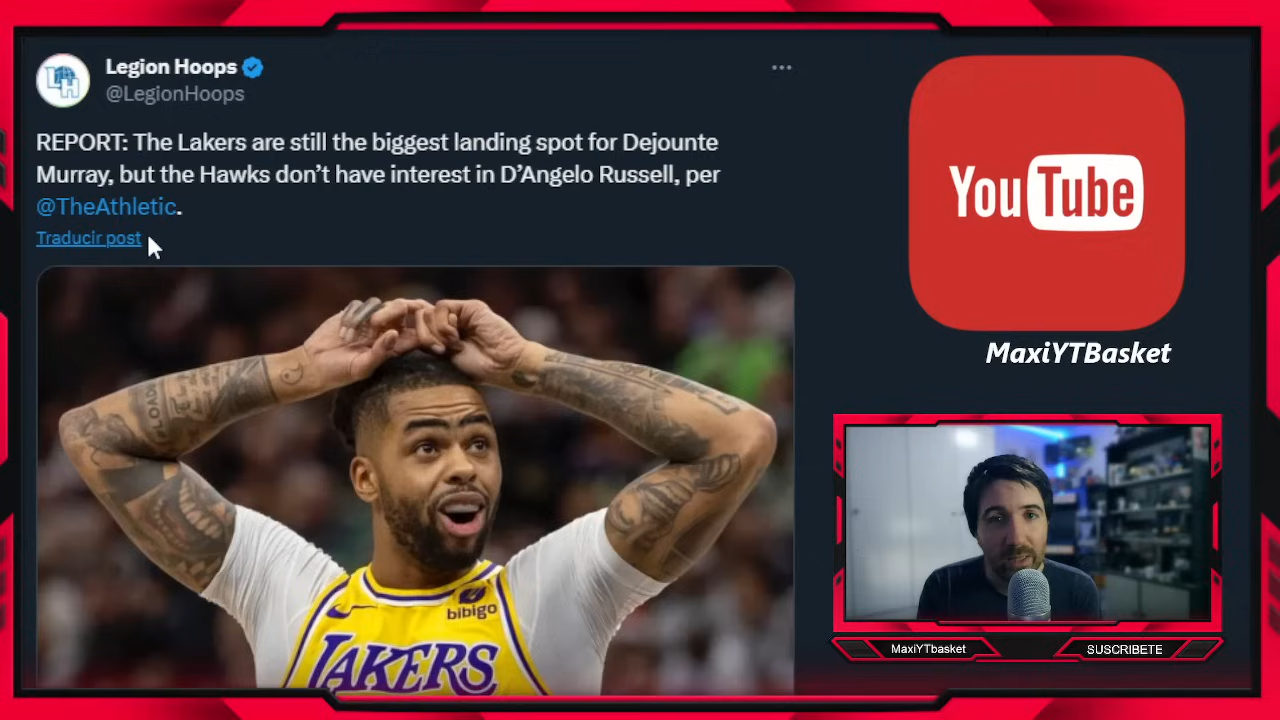 Legion Hoops
@LegionHoops
REPORT: The Lakers are still the biggest landing spot for Dejounte
Murray, but the Hawks don’t have interest in D’Angelo Russell, per
@TheAthletic.
Traducir post
bibigo
LAKERS
YouTube
MaxiYTBasket
MaxiYTbasket
SUSCRIBETE